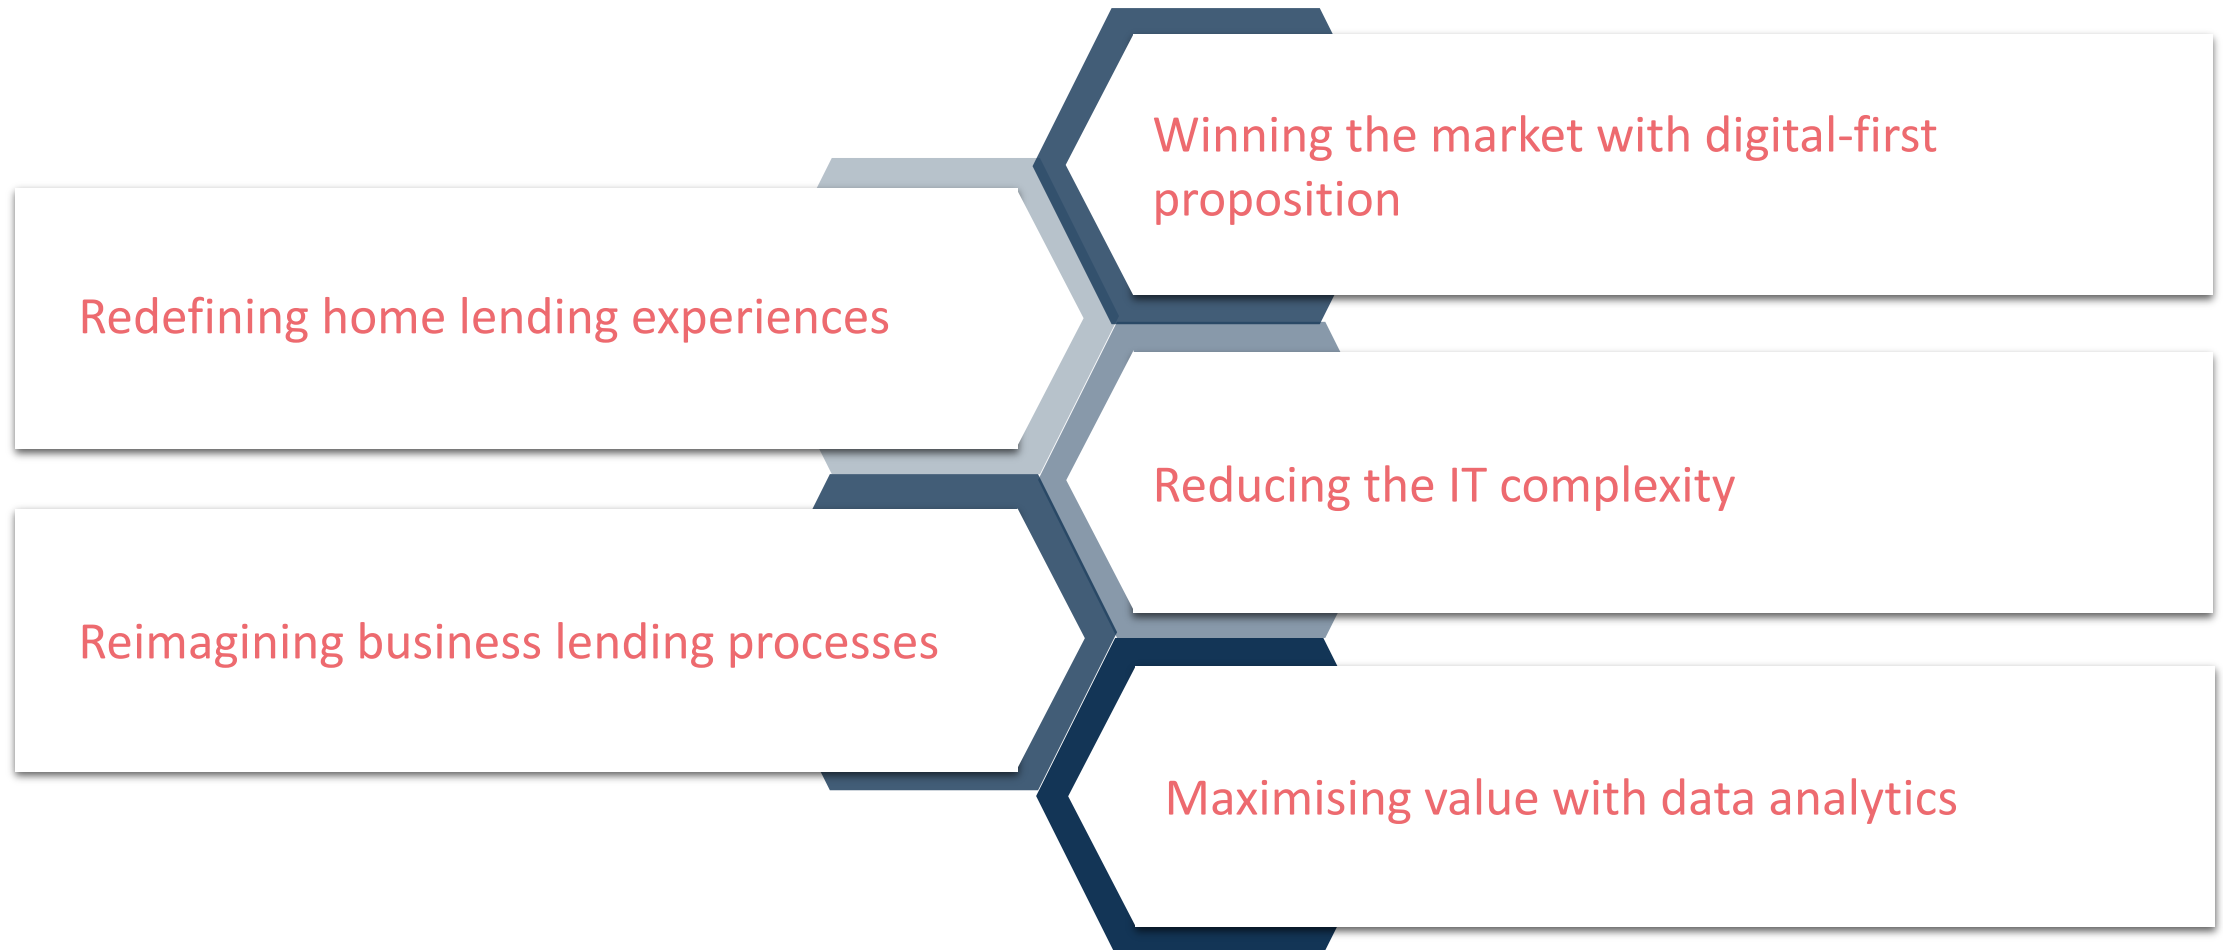 Winning the market with digital-first
proposition
Redefining home lending experiences
Reducing the IT complexity
Reimagining business lending processes
Maximising value with data analytics